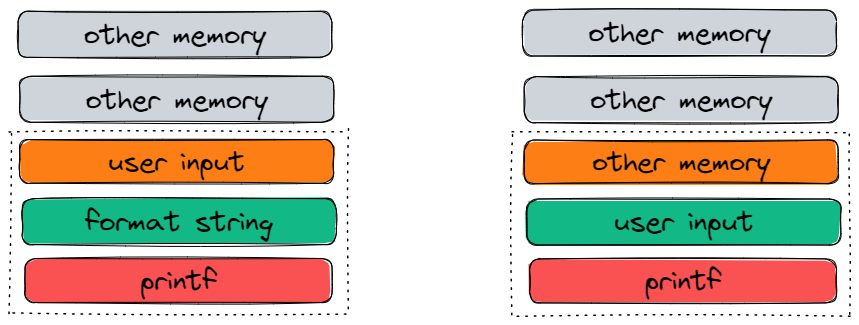 other memory
other memory
user input
format string
printf
other memory
other memory
other memory
user input
printf